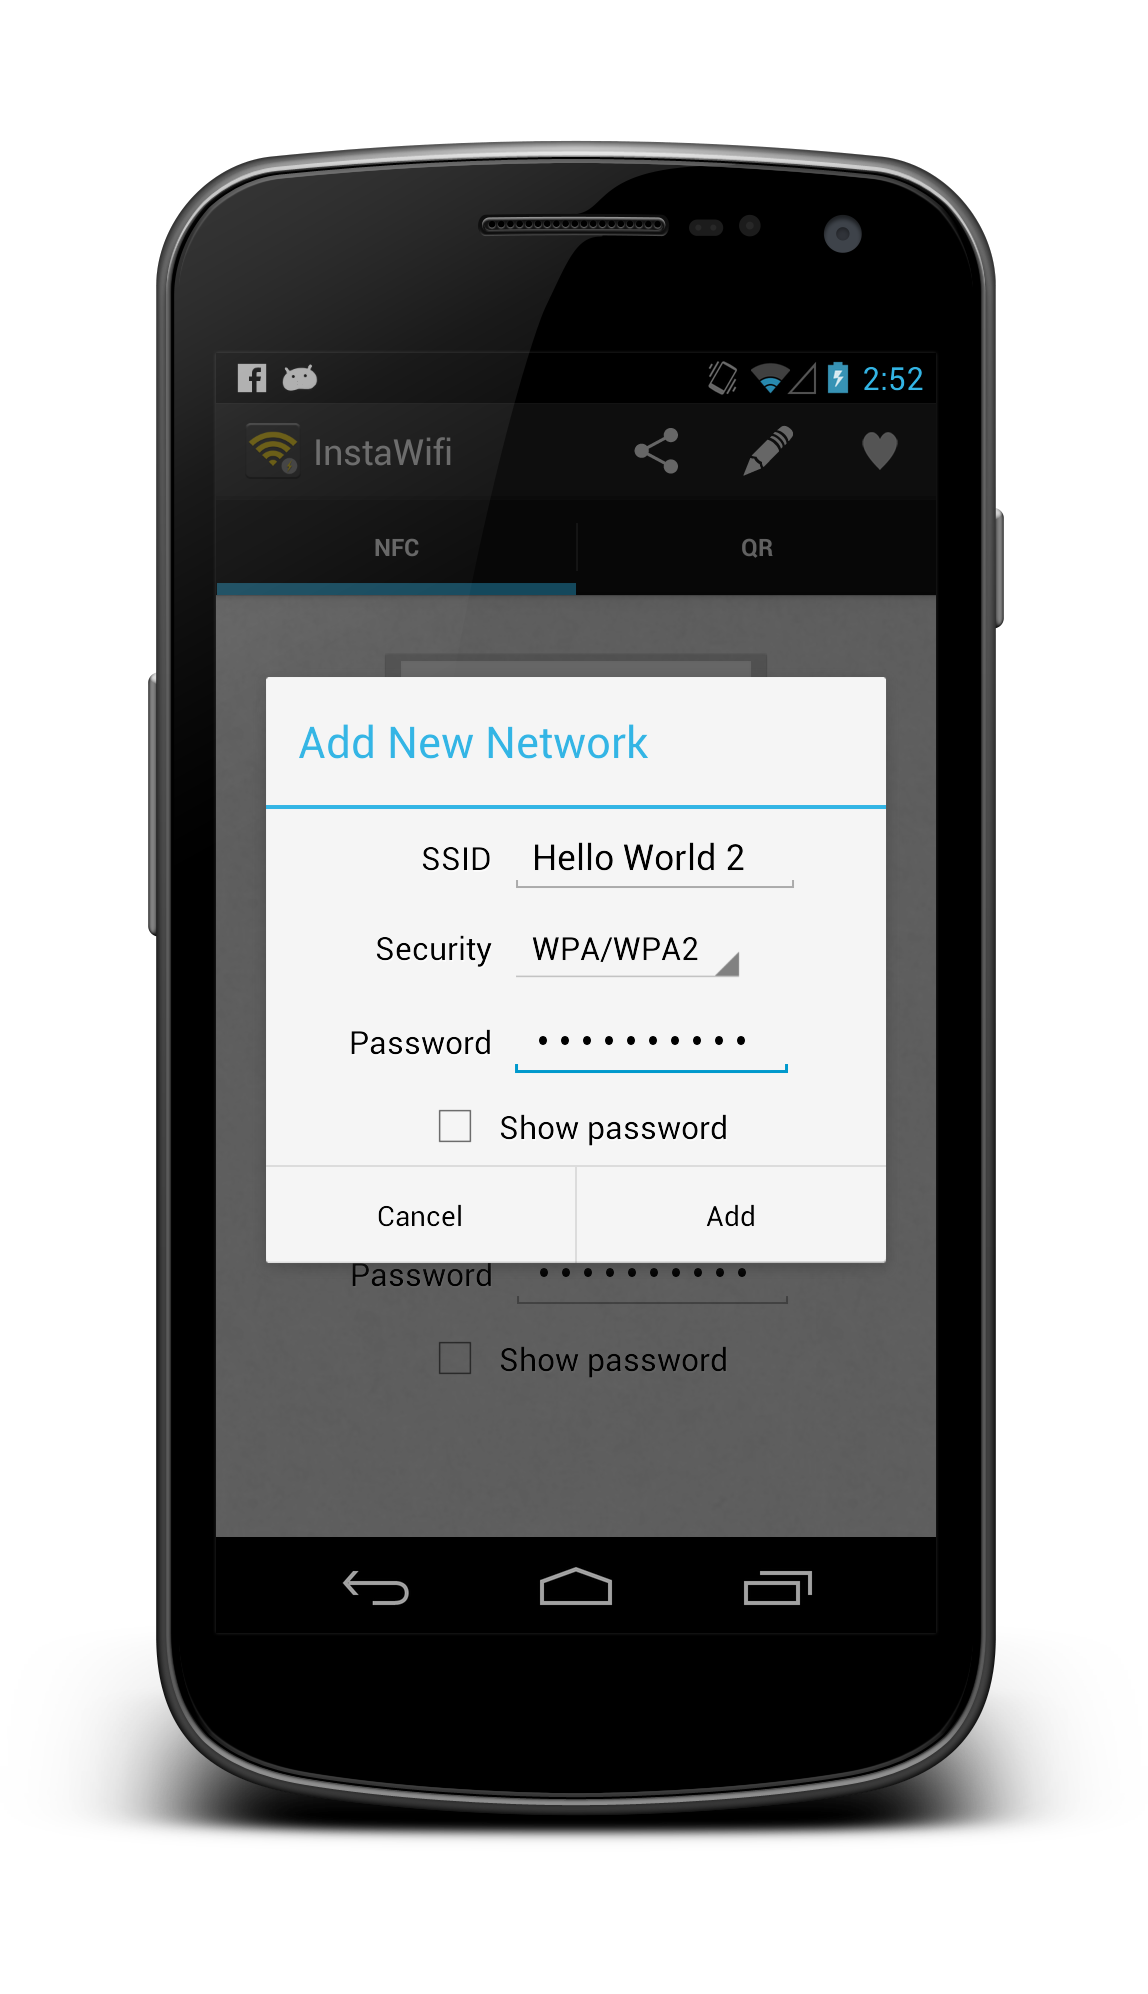 2:52
InstaWifi
NFC QR
Add New Network
SSID Hello World 2
Security WPA/WPA2
Password ••••••••••
Show password
Cancel Add
Password ••••••••••
Show password